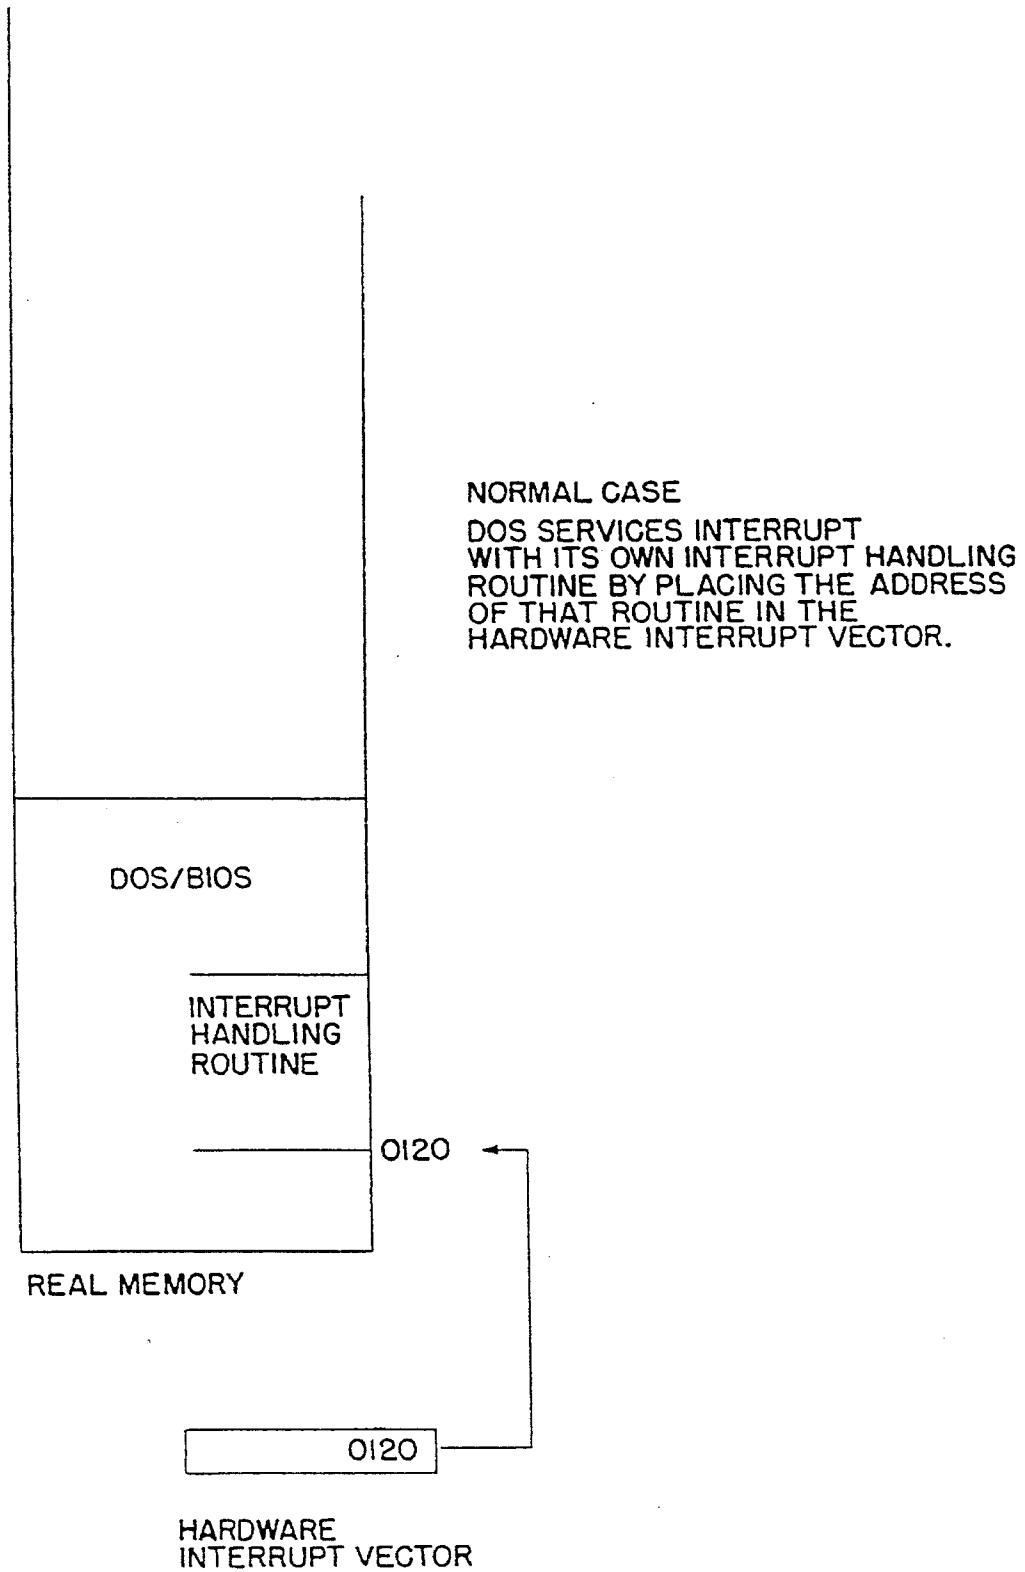 NORMAL CASE
DOS SERVICES INTERRUPT
WITH ITS OWN INTERRUPT HANDLING
ROUTINE BY PLACING THE ADDRESS
OF THAT ROUTINE IN THE
HARDWARE INTERRUPT VECTOR.
DOS/BIOS
INTERRUPT
HANDLING
ROUTINE
0120
REAL MEMORY
0120
HARDWARE
INTERRUPT VECTOR